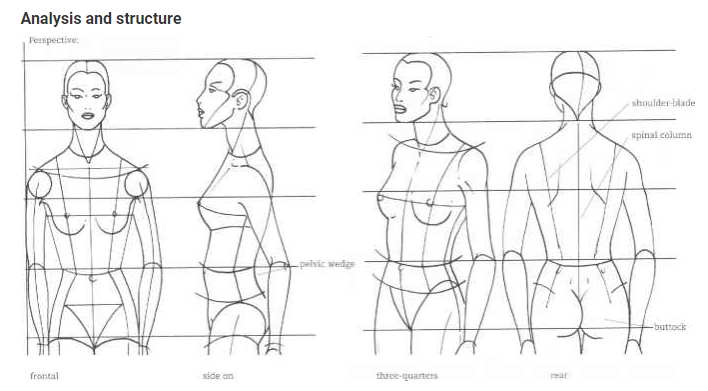 Analysis and structure
Perspective:
shoulder-blade
spinal column
pelvic wedge
buttock
frontal
side on
three-quarters
rear